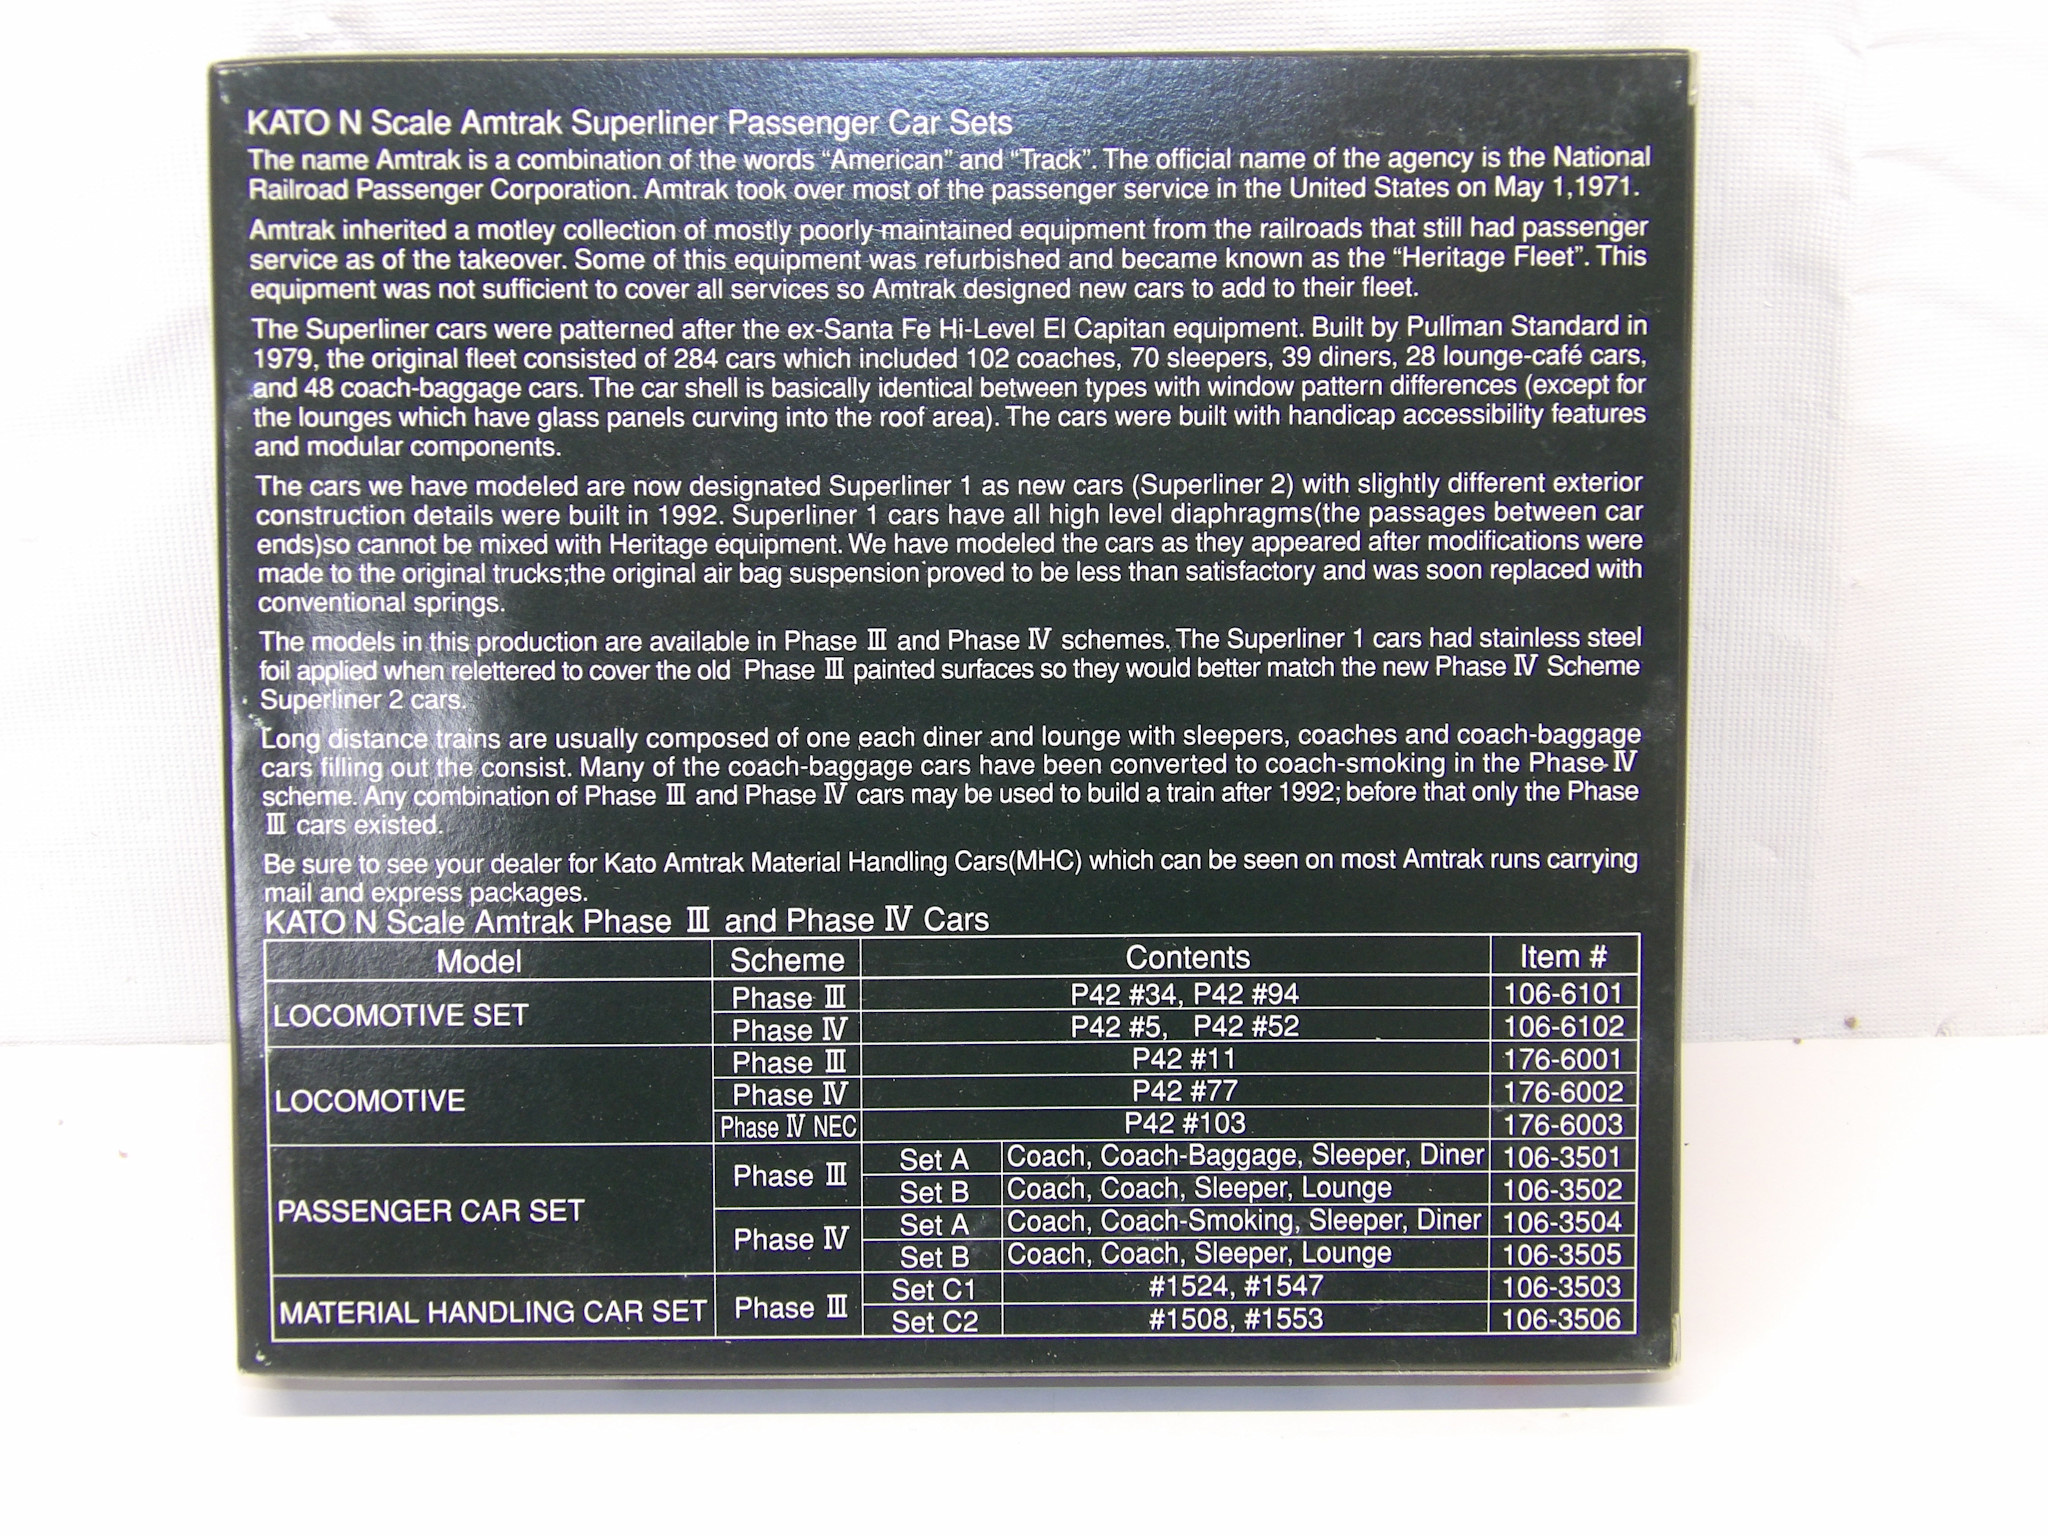 KATO N Scale Amtrak Superliner Passenger Car Sets
The name Amtrak is a combination of the words “American” and “Track”. The official name of the agency is the National
Railroad Passenger Corporation. Amtrak took over most of the passenger service in the United States on May 1,1971.
Amtrak inherited a motley collection of mostly poorly maintained equipment from the railroads that still had passenger
service as of the takeover. Some of this equipment was refurbished and became known as the “Heritage Fleet”. This
equipment was not sufficient to cover all services so Amtrak designed new cars to add to their fleet.
The Superliner cars were patterned after the ex-Santa Fe Hi-Level El Capitan equipment. Built by Pullman Standard in
1979, the original fleet consisted of 284 cars which included 102 coaches, 70 sleepers, 39 diners, 28 lounge-café cars,
and 48 coach-baggage cars. The car shell is basically identical between types with window pattern differences (except for
the lounges which have glass panels curving into the roof area). The cars were built with handicap accessibility features
and modular components.
The cars we have modeled are now designated Superliner 1 as new cars (Superliner 2) with slightly different exterior
construction details were built in 1992. Superliner 1 cars have all high level diaphragms(the passages between car
ends)so cannot be mixed with Heritage equipment. We have modeled the cars as they appeared after modifications were
made to the original trucks;the original air bag suspension proved to be less than satisfactory and was soon replaced with
conventional springs.
The models in this production are available in Phase Ⅲ and Phase Ⅳ schemes. The Superliner 1 cars had stainless steel
foil applied when relettered to cover the old Phase Ⅲ painted surfaces so they would better match the new Phase Ⅳ Scheme
Superliner 2 cars.
Long distance trains are usually composed of one each diner and lounge with sleepers, coaches and coach-baggage
cars filling out the consist. Many of the coach-baggage cars have been converted to coach-smoking in the Phase Ⅳ
scheme. Any combination of Phase Ⅲ and Phase Ⅳ cars may be used to build a train after 1992; before that only the Phase
Ⅲ cars existed.
Be sure to see your dealer for Kato Amtrak Material Handling Cars(MHC) which can be seen on most Amtrak runs carrying
mail and express packages.
KATO N Scale Amtrak Phase Ⅲ and Phase Ⅳ Cars
Model Scheme Contents Item #
LOCOMOTIVE SET Phase Ⅲ P42 #34, P42 #94 106-6101
Phase Ⅳ P42 #5, P42 #52 106-6102
LOCOMOTIVE Phase Ⅲ P42 #11 176-6001
Phase Ⅳ P42 #77 176-6002
Phase Ⅳ NEC P42 #103 176-6003
PASSENGER CAR SET Phase Ⅲ Set A Coach, Coach-Baggage, Sleeper, Diner 106-3501
Set B Coach, Coach, Sleeper, Lounge 106-3502
Phase Ⅳ Set A Coach, Coach-Smoking, Sleeper, Diner 106-3504
Set B Coach, Coach, Sleeper, Lounge 106-3505
MATERIAL HANDLING CAR SET Phase Ⅲ Set C1 #1524, #1547 106-3503
Set C2 #1508, #1553 106-3506